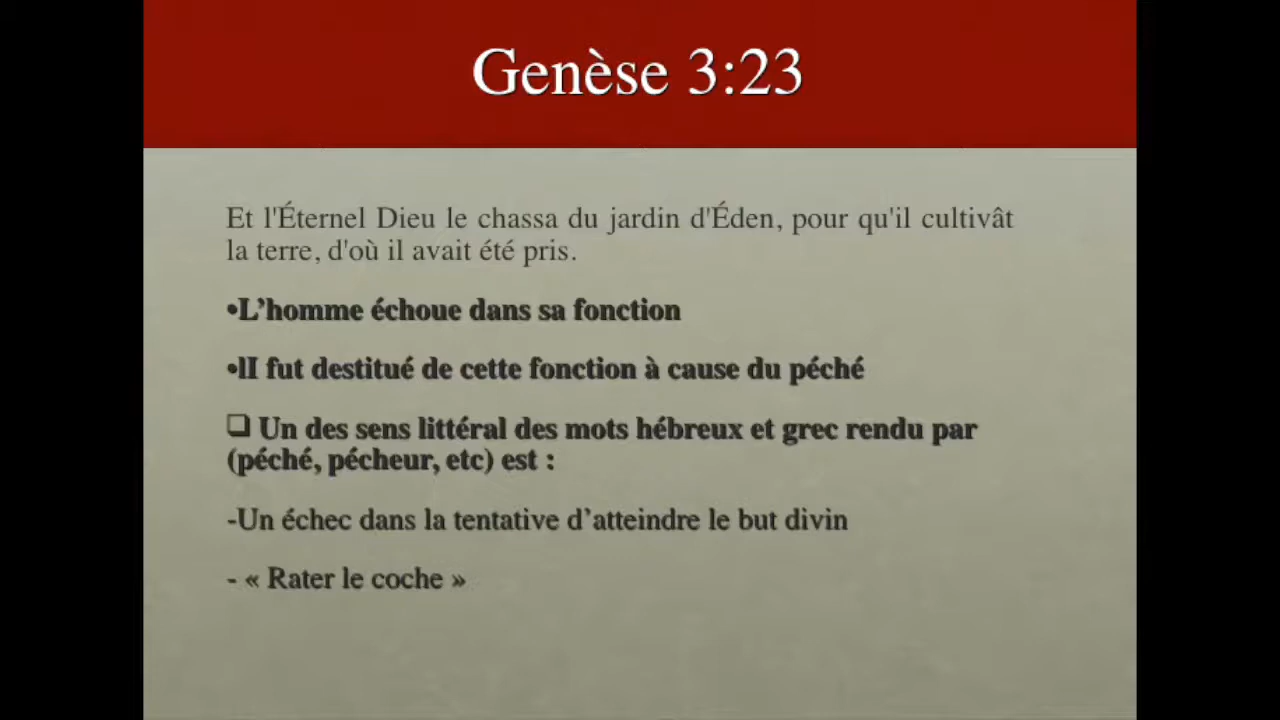 Genèse 3:23
Et l'Éternel Dieu le chassa du jardin d'Éden, pour qu'il cultivât
la terre, d'où il avait été pris.
•L’homme échoue dans sa fonction
•lI fut destitué de cette fonction à cause du péché
❑ Un des sens littéral des mots hébreux et grec rendu par
(péché, pécheur, etc) est :
-Un échec dans la tentative d’atteindre le but divin
- « Rater le coche »